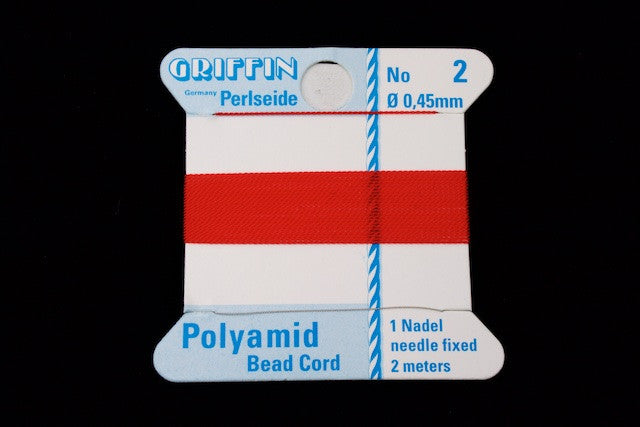 GRIFFIN
Germany Perlseide
No 2
Ø 0,45mm
Polyamid
Bead Cord
1 Nadel
needle fixed
2 meters